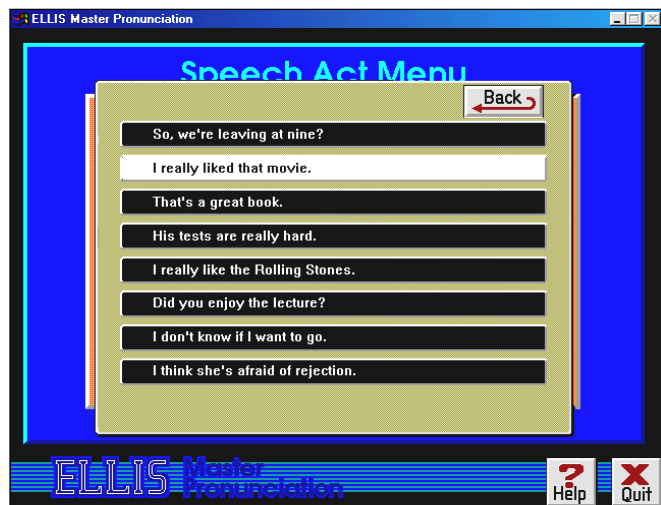 ELLIS Master Pronunciation
Speech Act Menu
Back
So, we're leaving at nine?
I really liked that movie.
That's a great book.
His tests are really hard.
I really like the Rolling Stones.
Did you enjoy the lecture?
I don't know if I want to go.
I think she's afraid of rejection.
ELLIS Master
Pronunciation
Help
Quit